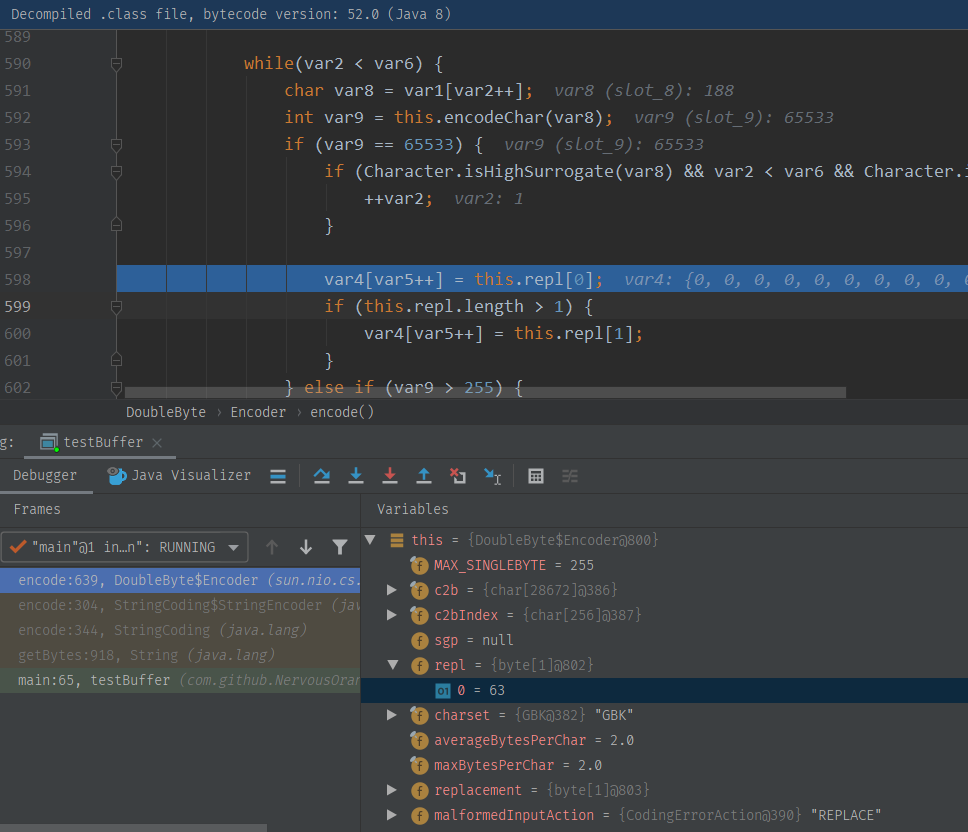 Decompiled .class file, bytecode version: 52.0 (Java 8)
589
590 while(var2 < var6) {
591 char var8 = var1[var2++]; var8 (slot_8): 188
592 int var9 = this.encodeChar(var8); var9 (slot_9): 65533
593 if (var9 == 65533) { var9 (slot_9): 65533
594 if (Character.isHighSurrogate(var8) && var2 < var6 && Character.i
595 ++var2; var2: 1
596 }
597
598 var4[var5++] = this.repl[0]; var4: {0, 0, 0, 0, 0, 0, 0, 0, 0, 0
599 if (this.repl.length > 1) {
600 var4[var5++] = this.repl[1];
601 }
602 } else if (var9 > 255) {
DoubleByte › Encoder › encode()
g: testBuffer ×
Debugger Java Visualizer
Frames
"main"@1 in...n": RUNNING
encode:639, DoubleByte$Encoder (sun.nio.cs.
encode:304, StringCoding$StringEncoder (jav
encode:344, StringCoding (java.lang)
getBytes:918, String (java.lang)
main:65, testBuffer (com.github.NervousOran
Variables
this = {DoubleByte$Encoder@800}
f MAX_SINGLEBYTE = 255
f c2b = {char[28672]@386}
f c2bIndex = {char[256]@387}
f sgp = null
f repl = {byte[1]@802}
01 0 = 63
f charset = {GBK@382} "GBK"
f averageBytesPerChar = 2.0
f maxBytesPerChar = 2.0
f replacement = {byte[1]@803}
f malformedInputAction = {CodingErrorAction@390} "REPLACE"